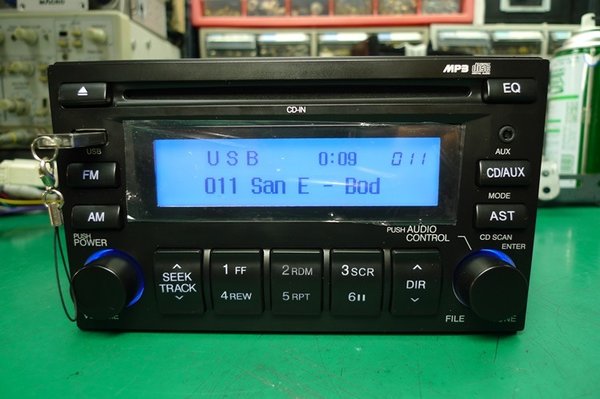 MP3
EQ
CD-IN
USB
AUX
USB 0:09 011
011 San E - Bod
FM
CD/AUX
MODE
AM
AST
PUSH
POWER
PUSH AUDIO
CONTROL
CD SCAN
ENTER
SEEK
TRACK
1 FF
4 REW
2 RDM
5 RPT
3 SCR
6
DIR
FILE